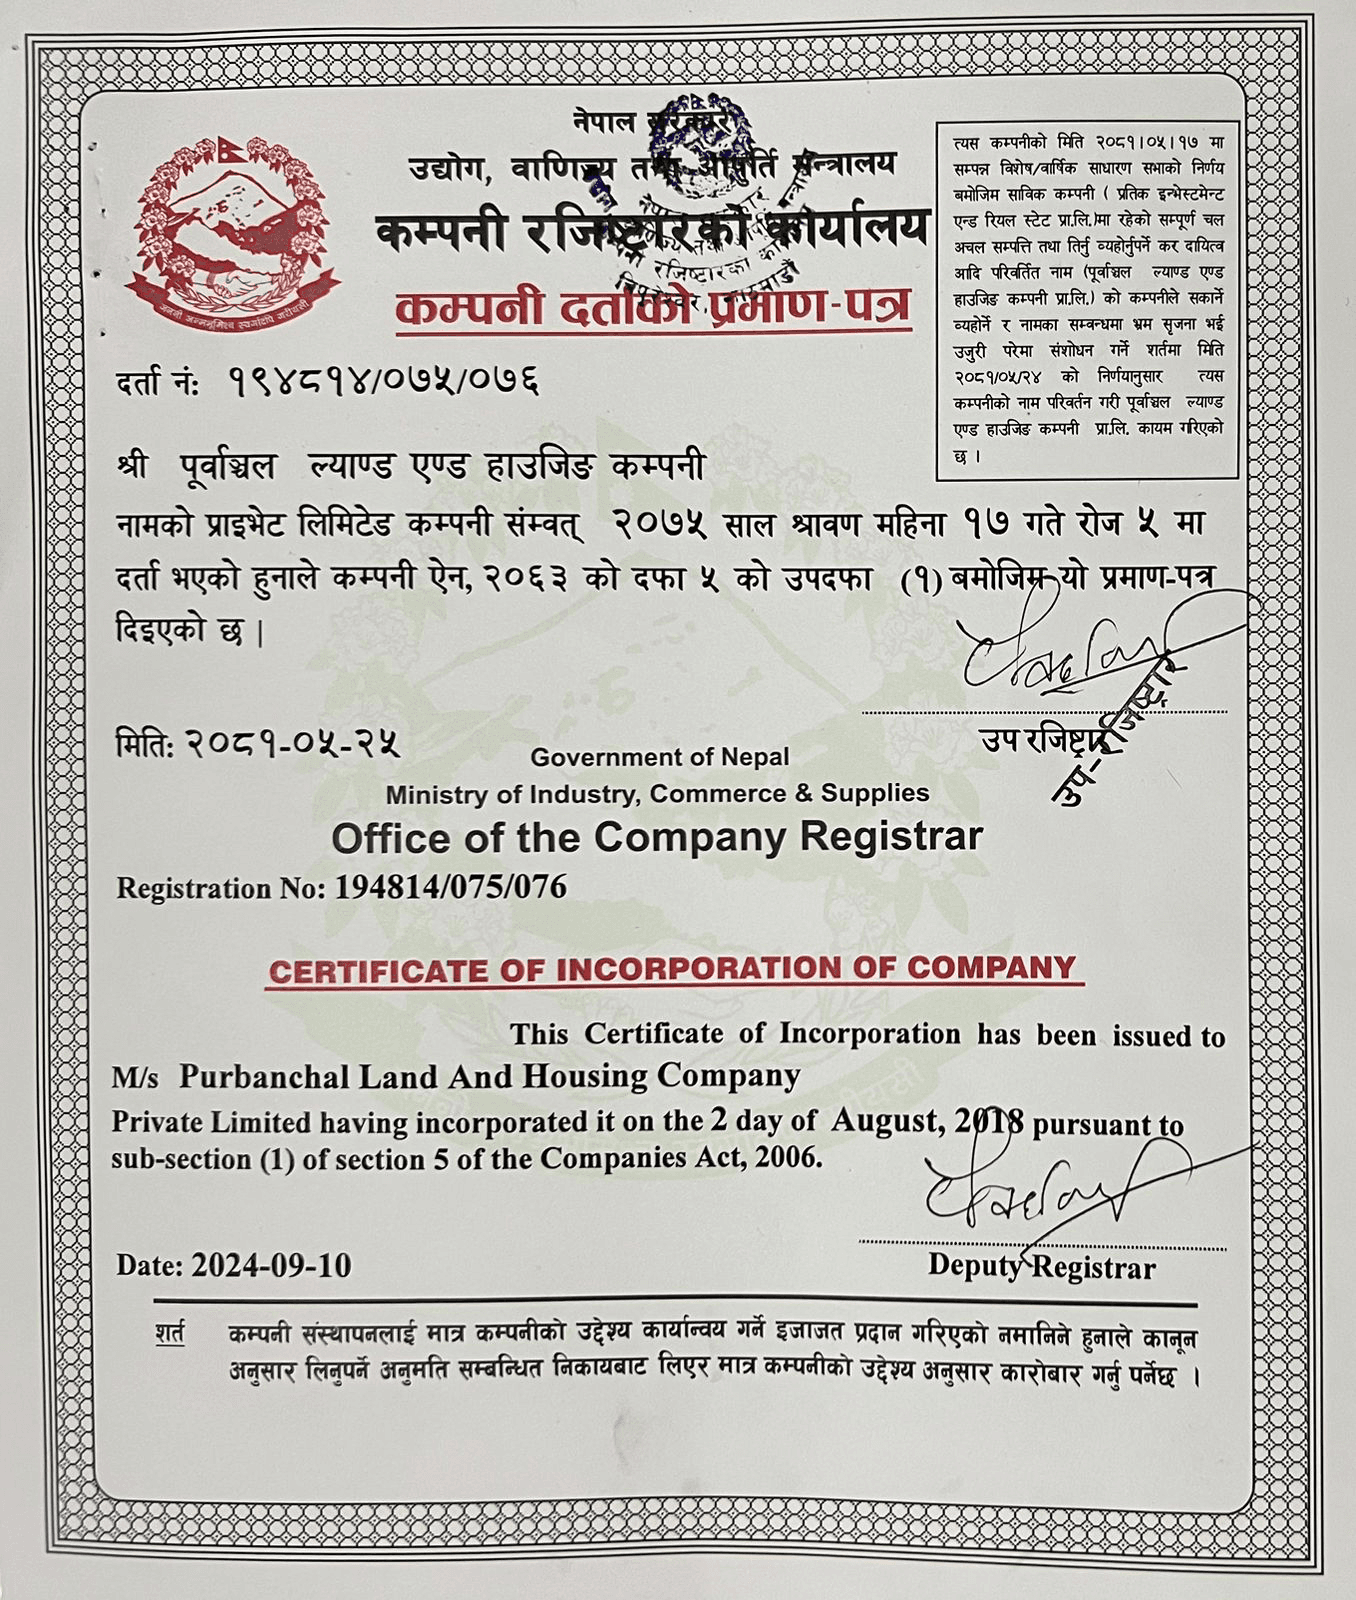 नेपाल सरकार
उद्योग, वाणिज्य तथा आपुर्ति मन्त्रालय
कम्पनी रजिष्ट्रारको कार्यालय
कम्पनी दर्ताको प्रमाण-पत्र
त्यस कम्पनीको मिति २०८१।०५।१७ मा
सम्पन्न विशेष/वार्षिक साधारण सभाको निर्णय
बमोजिम साविक कम्पनी ( प्रतिक इन्भेस्टमेन्ट
एन्ड रियल स्टेट प्रा.लि.)मा रहेको सम्पूर्ण चल
अचल सम्पत्ति तथा तिर्नु व्यहोर्नुपर्ने कर दायित्व
आदि परिवर्तित नाम (पूर्वाञ्चल ल्याण्ड एण्ड
हाउजिङ कम्पनी प्रा.लि.) को कम्पनीले सकार्ने
व्यहोर्ने र नामका सम्वन्धमा भ्रम सृजना भई
उजुरी परेमा संशोधन गर्ने शर्तमा मिति
२०८१/०५/२४ को निर्णयानुसार त्यस
कम्पनीको नाम परिवर्तन गरी पूर्वाञ्चल ल्याण्ड
एण्ड हाउजिङ कम्पनी प्रा.लि. कायम गरिएको
छ ।
जननी जन्मभूमिश्च स्वर्गादपि गरीयसी
दर्ता नं: १९४८१४/०७५/०७६
श्री पूर्वाञ्चल ल्याण्ड एण्ड हाउजिङ कम्पनी
नामको प्राइभेट लिमिटेड कम्पनी संम्वत् २०७५ साल श्रावण महिना १७ गते रोज ५ मा
दर्ता भएको हुनाले कम्पनी ऐन, २०६३ को दफा ५ को उपदफा (१) बमोजिम यो प्रमाण-पत्र
दिइएको छ |
मिति: २०८१-०५-२५
उप रजिष्ट्रार
उप-रजिष्ट्रार
Government of Nepal
Ministry of Industry, Commerce & Supplies
Office of the Company Registrar
Registration No: 194814/075/076
CERTIFICATE OF INCORPORATION OF COMPANY
This Certificate of Incorporation has been issued to
M/s Purbanchal Land And Housing Company
Private Limited having incorporated it on the 2 day of August, 2018 pursuant to
sub-section (1) of section 5 of the Companies Act, 2006.
Date: 2024-09-10
Deputy Registrar
शर्त कम्पनी संस्थापनलाई मात्र कम्पनीको उद्देश्य कार्यान्वय गर्ने इजाजत प्रदान गरिएको नमानिने हुनाले कानून
अनुसार लिनुपर्ने अनुमति सम्बन्धित निकायबाट लिएर मात्र कम्पनीको उद्देश्य अनुसार कारोबार गर्नु पर्नेछ ।